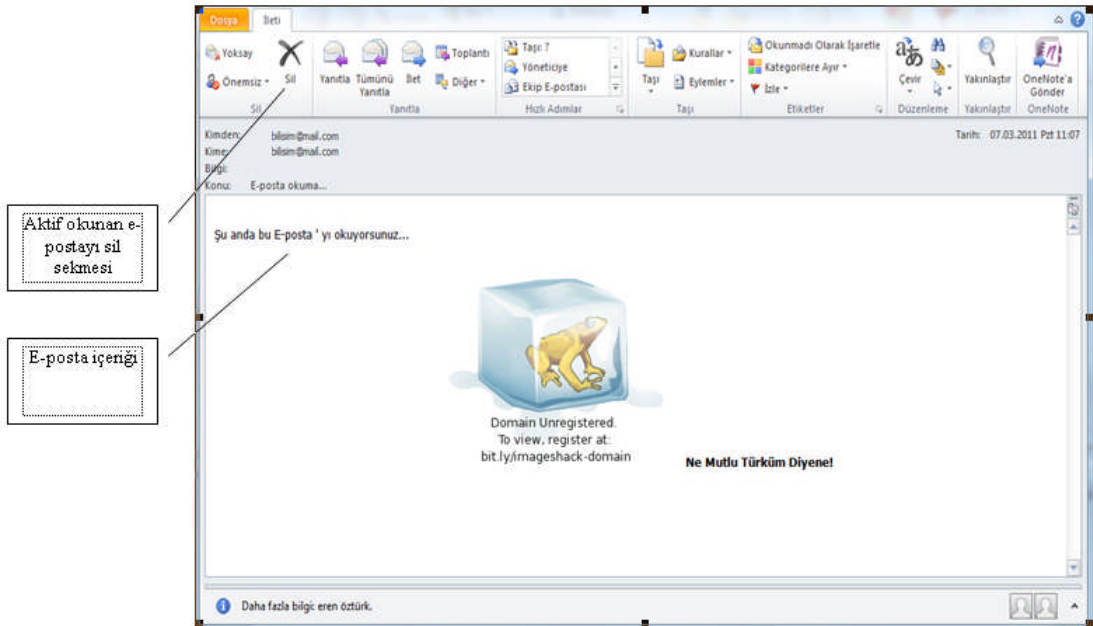 Dosya İleti
Yoksay
Önemsiz
Sil
Sil
Yanıtla Tümünü Yanıtla İlet
Toplantı
Diğer
Yanıtla
Taşı: ?
Yöneticiye
Ekip E-postası
Hızlı Adımlar
Taşı
Kurallar
Eylemler
Taşı
Okunmadı Olarak İşaretle
Kategorilere Ayır
İzle
Etiketler
Çevir
Düzenleme
Yakınlaştır
Yakınlaştır
OneNote'a
Gönder
OneNote
Kimden: bilisim@mail.com
Tarih: 07.03.2011 Pzt 11:07
Kime: bilisim@mail.com
Bilgi:
Konu: E-posta okuma...
Aktif okunan e-
postayı sil
sekmesi
Şu anda bu E-posta ' yı okuyorsunuz...
E-posta içeriği
Domain Unregistered.
To view, register at:
bit.ly/imageshack-domain
Ne Mutlu Türküm Diyene!
Daha fazla bilgi: eren öztürk.